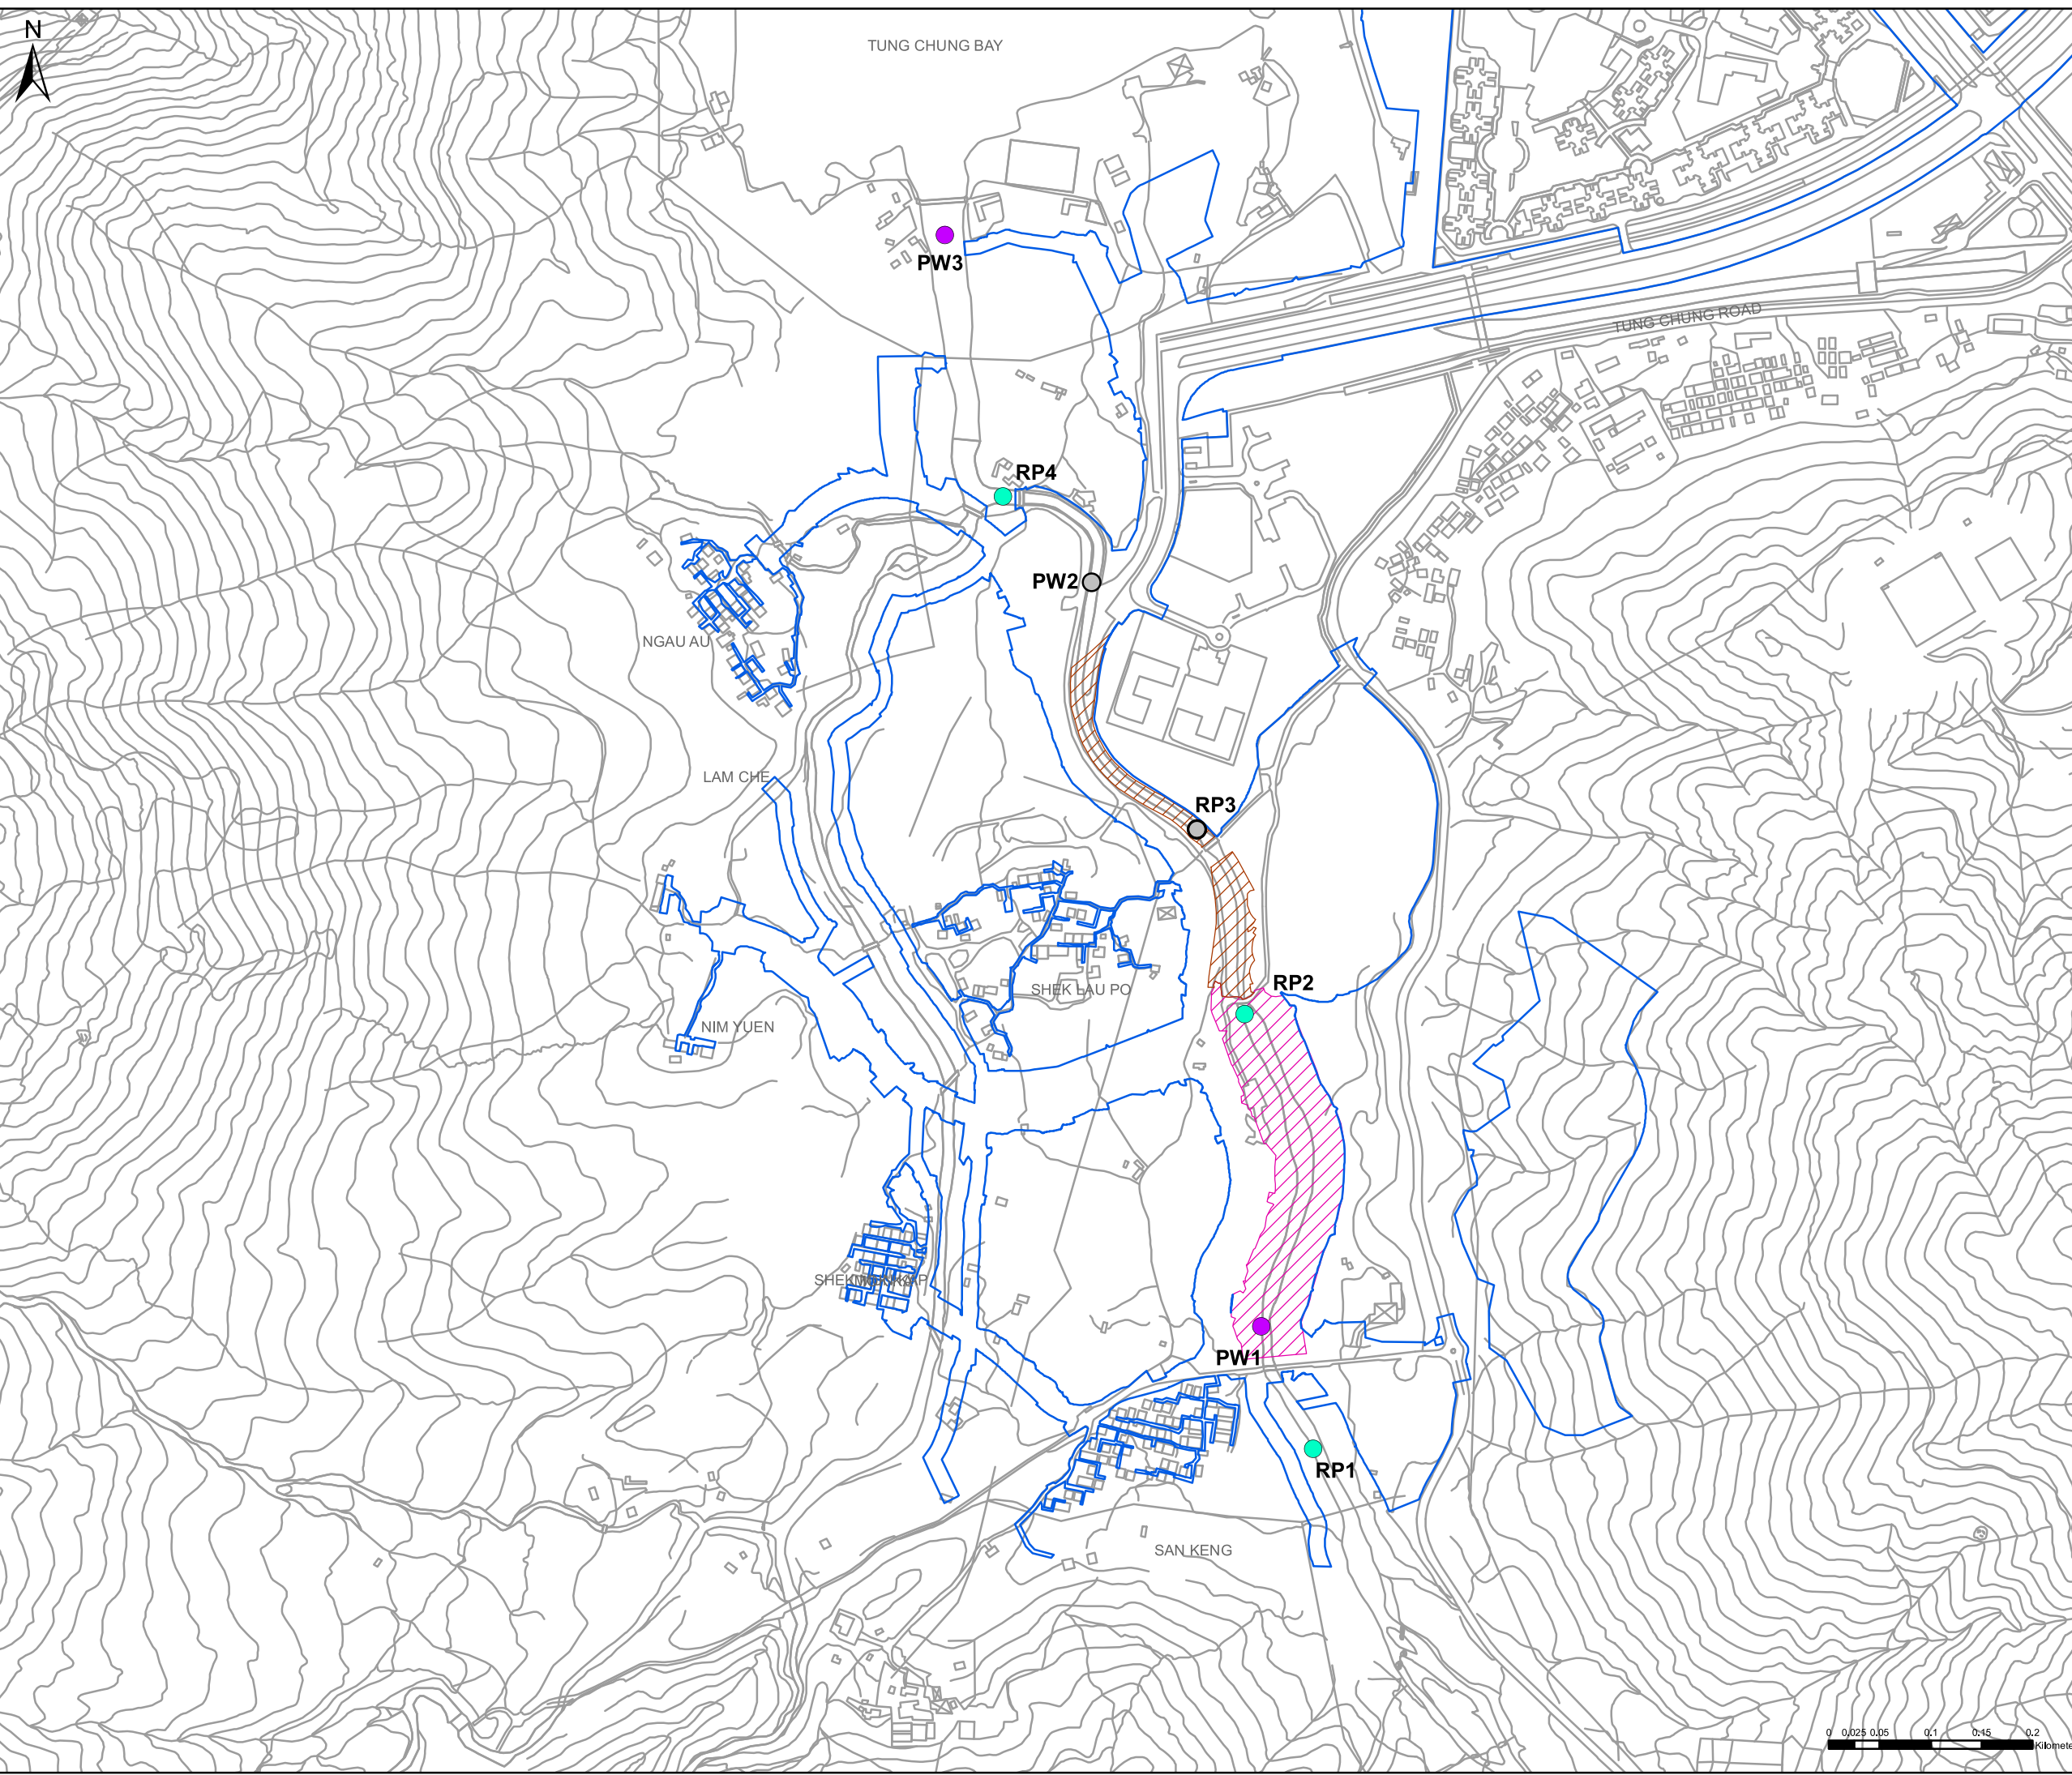 N
TUNG CHUNG BAY
PW3
TUNG CHUNG ROAD
RP4
PW2
NGAU AU
LAM CHE
RP3
RP2
SHEK LAU PO
NIM YUEN
SHEK
PW1
RP1
SAN KENG
0 0.025 0.05 0.1 0.15 0.2